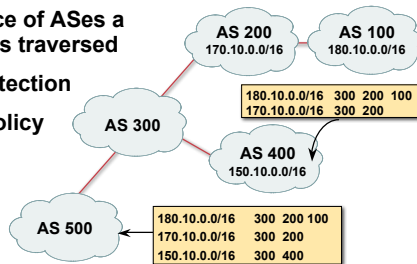 ce of ASes a
s traversed
tection
olicy
AS 200
170.10.0.0/16
AS 100
180.10.0.0/16
180.10.0.0/16 300 200 100
170.10.0.0/16 300 200
AS 300
AS 400
150.10.0.0/16
AS 500
180.10.0.0/16 300 200 100
170.10.0.0/16 300 200
150.10.0.0/16 300 400